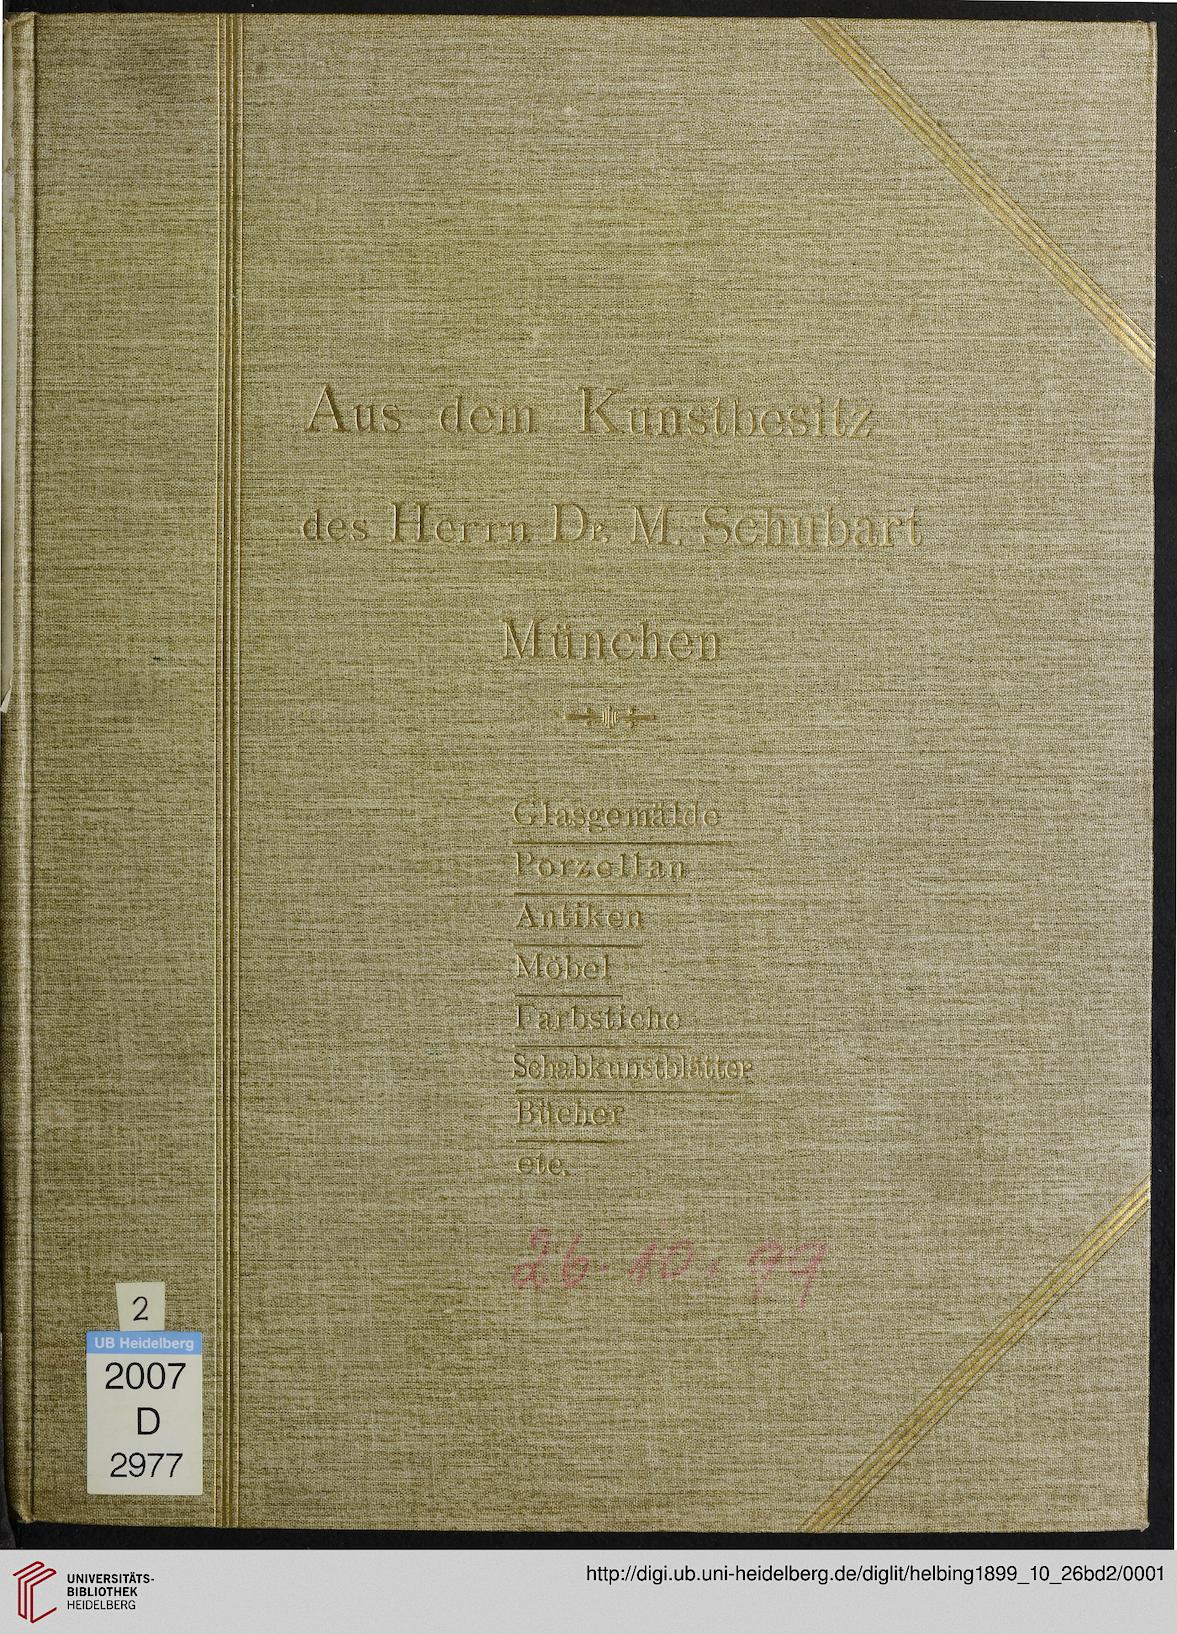 Aus dem Kunstbesitz
des Herrn Dr. M. Schubart
München
Glasgemälde
Porzellan
Antiken
Möbel
Farbstiche
Schabkunstblätter
Bücher
etc.
26.10.99
2
UB Heidelberg
2007
D
2977
UNIVERSITÄTS-
BIBLIOTHEK
HEIDELBERG
http://digi.ub.uni-heidelberg.de/diglit/helbing1899_10_26bd2/0001